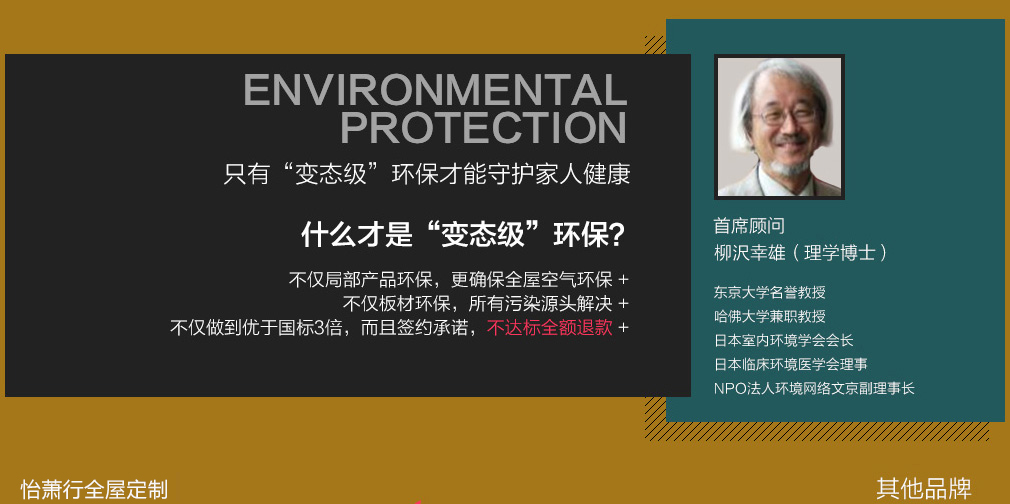 ENVIRONMENTAL
PROTECTION
只有“变态级”环保才能守护家人健康
什么才是“变态级”环保?
不仅局部产品环保，更确保全屋空气环保 +
不仅板材环保，所有污染源头解决 +
不仅做到优于国标3倍，而且签约承诺，不达标全额退款 +
首席顾问
柳沢幸雄（理学博士）
东京大学名誉教授
哈佛大学兼职教授
日本室内环境学会会长
日本临床环境医学会理事
NPO法人环境网络文京副理事长
怡萧行全屋定制
其他品牌